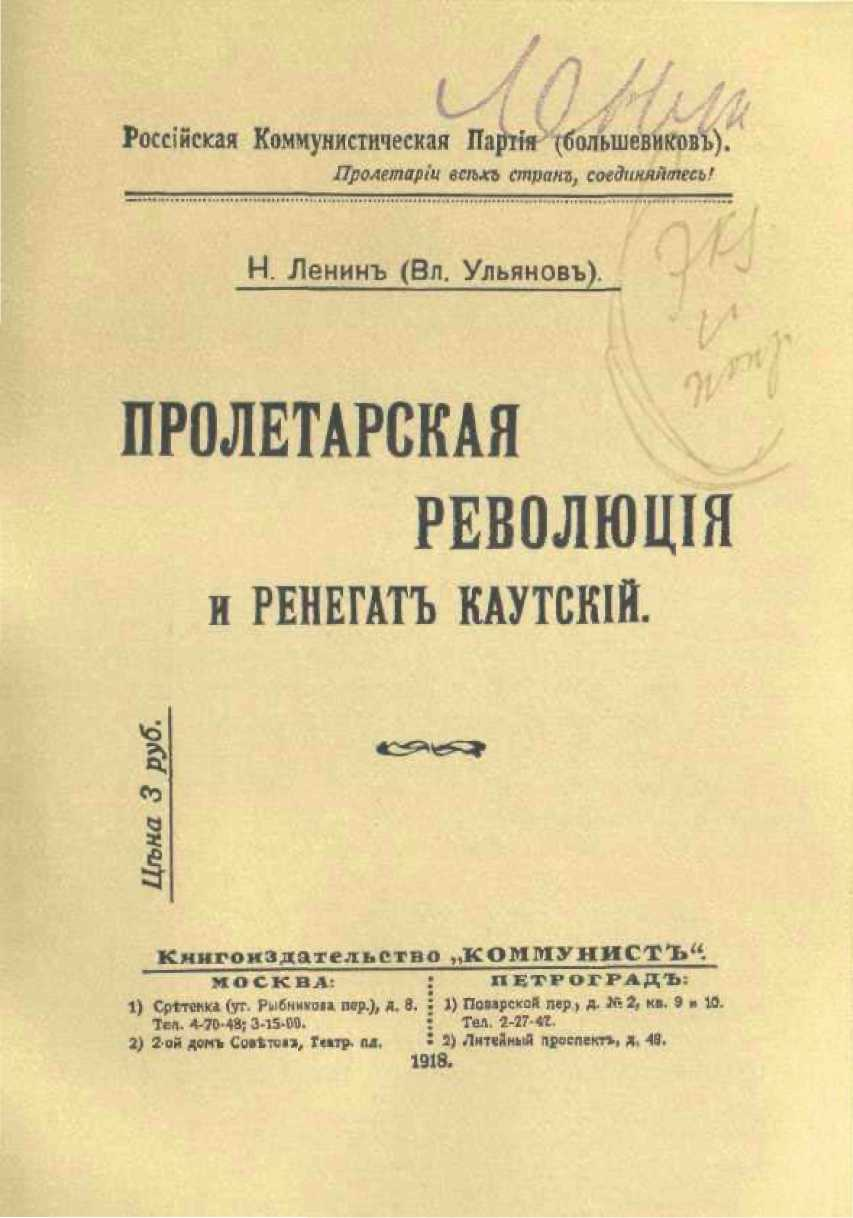 Россійская Коммунистическая Партія (большевиковъ).
Пролетаріи всѣхъ странъ, соединяйтесь!
Н. Ленинъ (Вл. Ульяновъ).
ПРОЛЕТАРСКАЯ
РЕВОЛЮЦІЯ
и РЕНЕГАТЪ КАУТСКІЙ.
Цѣна 3 руб.
Книгоиздательство „КОММУНИСТЪ“.
МОСКВА:
1) Срѣтенка (уг. Рыбникова пер.), д. 8.
Тел. 4-70-48; 3-15-00.
2) 2-ой домъ Совѣтовъ, Театр. пл.
ПЕТРОГРАДЪ:
1) Поварской пер., д. № 2, кв. 9 и 10.
Тел. 2-27-42.
2) Литейный проспектъ, д. 48.
1918.